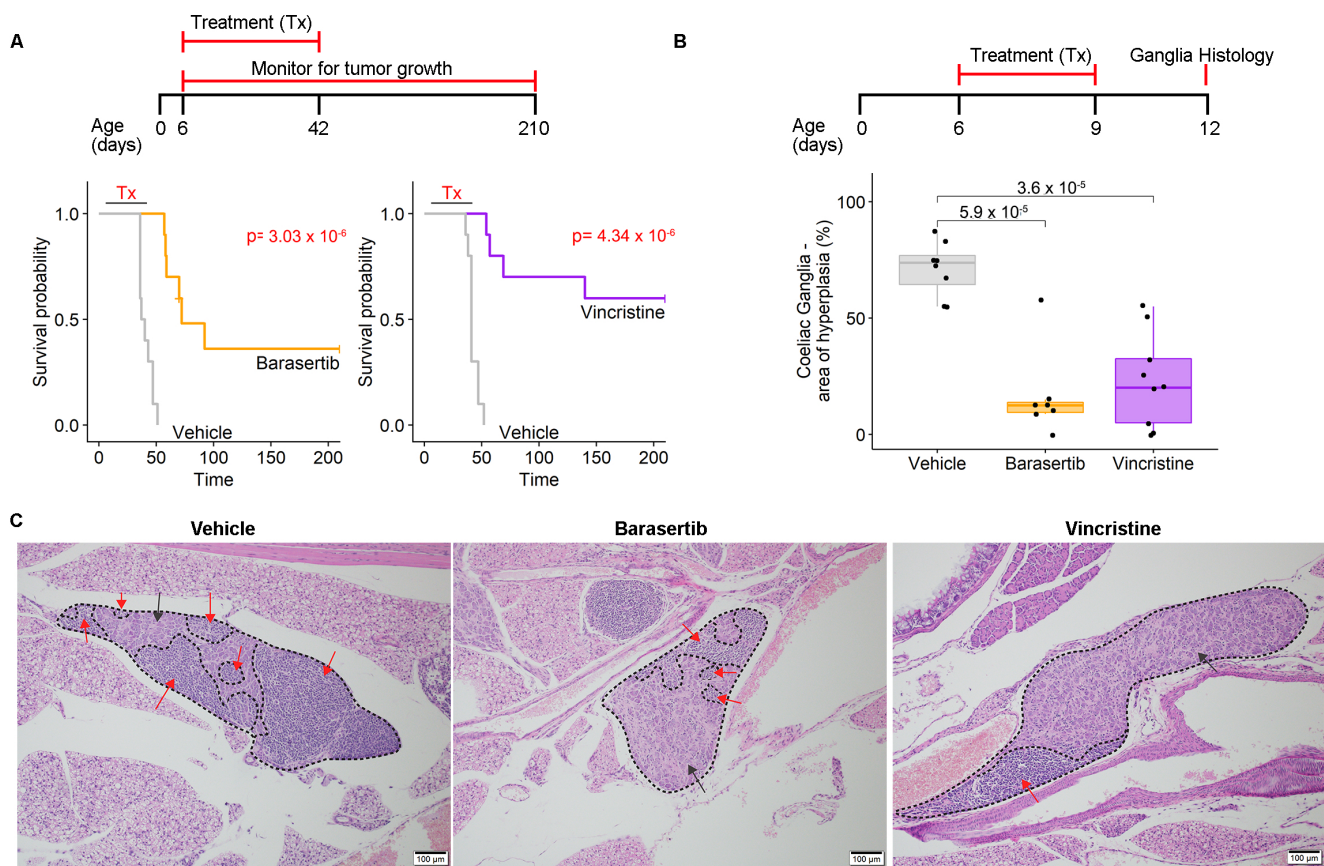 A
Treatment (Tx)
Monitor for tumor growth
Age
(days)
0 6 42 210
Tx
p= 3.03 x 10-6
Survival probability
1.0
0.5
0.0
Barasertib
Vehicle
0 50 100 150 200
Time
Tx
p= 4.34 x 10-6
Survival probability
1.0
0.5
0.0
Vincristine
Vehicle
0 50 100 150 200
Time
B
Treatment (Tx) Ganglia Histology
Age
(days)
0 6 9 12
3.6 x 10-5
5.9 x 10-5
Coeliac Ganglia -
area of hyperplasia (%)
100
50
0
Vehicle Barasertib Vincristine
C
Vehicle Barasertib Vincristine
100 µm 100 µm 100 µm